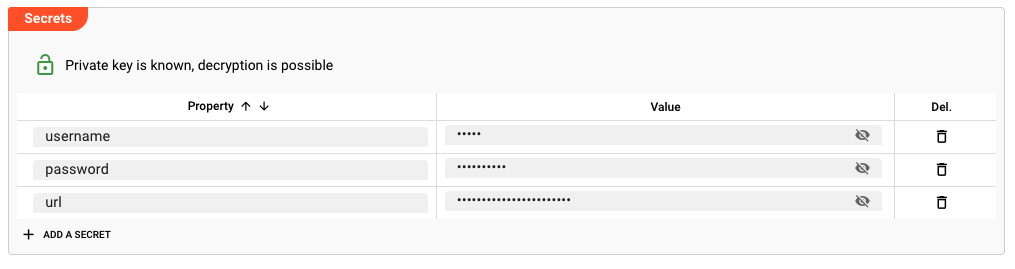 Secrets
Private key is known, decryption is possible
Property ↑ ↓ Value Del.
username •••••
password ••••••••••
url •••••••••••••••••••••••
+ ADD A SECRET